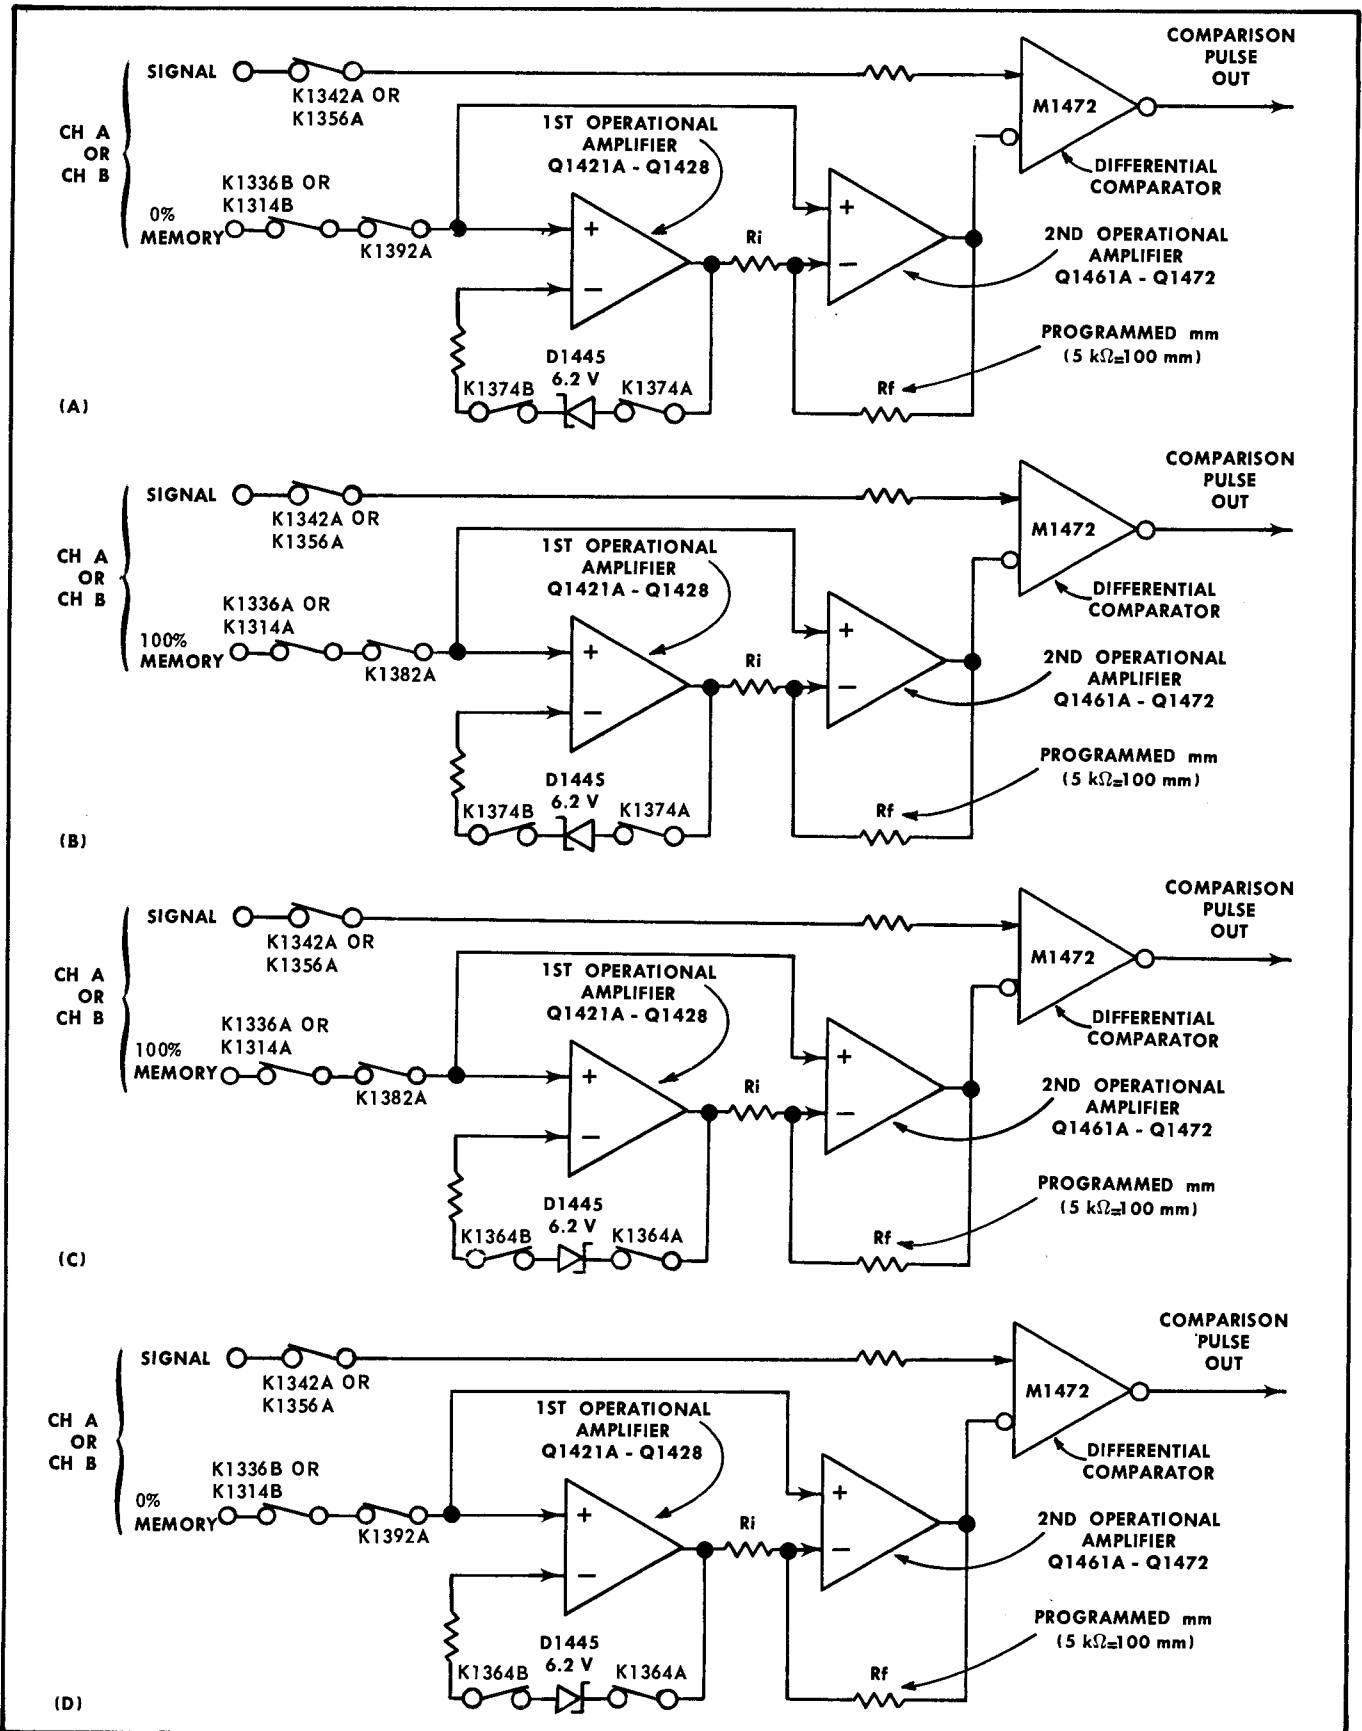 COMPARISON
PULSE
OUT
SIGNAL
K1342A OR
K1356A
M1472
1ST OPERATIONAL
AMPLIFIER
Q1421A - Q1428
CH A
OR
CH B
DIFFERENTIAL
COMPARATOR
K1336B OR
K1314B
0%
MEMORY
K1392A
+
−
+
−
Ri
2ND OPERATIONAL
AMPLIFIER
Q1461A - Q1472
PROGRAMMED mm
(5 kΩ=100 mm)
D1445
6.2 V
K1374B
K1374A
Rf
(A)
COMPARISON
PULSE
OUT
SIGNAL
K1342A OR
K1356A
M1472
1ST OPERATIONAL
AMPLIFIER
Q1421A - Q1428
CH A
OR
CH B
DIFFERENTIAL
COMPARATOR
K1336A OR
K1314A
100%
MEMORY
K1382A
+
−
+
−
Ri
2ND OPERATIONAL
AMPLIFIER
Q1461A - Q1472
PROGRAMMED mm
(5 kΩ=100 mm)
D1445
6.2 V
K1374B
K1374A
Rf
(B)
COMPARISON
PULSE
OUT
SIGNAL
K1342A OR
K1356A
M1472
1ST OPERATIONAL
AMPLIFIER
Q1421A - Q1428
CH A
OR
CH B
DIFFERENTIAL
COMPARATOR
K1336A OR
K1314A
100%
MEMORY
K1382A
+
−
+
−
Ri
2ND OPERATIONAL
AMPLIFIER
Q1461A - Q1472
PROGRAMMED mm
(5 kΩ=100 mm)
D1445
6.2 V
K1364B
K1364A
Rf
(C)
COMPARISON
PULSE
OUT
SIGNAL
K1342A OR
K1356A
M1472
1ST OPERATIONAL
AMPLIFIER
Q1421A - Q1428
CH A
OR
CH B
DIFFERENTIAL
COMPARATOR
K1336B OR
K1314B
0%
MEMORY
K1392A
+
−
+
−
Ri
2ND OPERATIONAL
AMPLIFIER
Q1461A - Q1472
PROGRAMMED mm
(5 kΩ=100 mm)
D1445
6.2 V
K1364B
K1364A
Rf
(D)